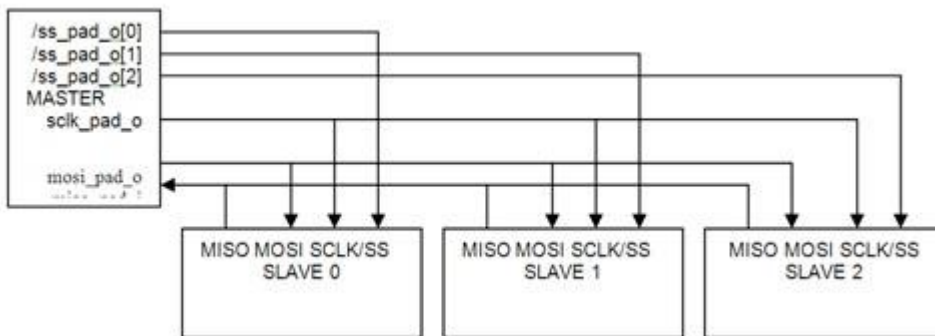 /ss_pad_o[0]
/ss_pad_o[1]
/ss_pad_o[2]
MASTER
sclk_pad_o
mosi_pad_o
MISO MOSI SCLK/SS
SLAVE 0
MISO MOSI SCLK/SS
SLAVE 1
MISO MOSI SCLK/SS
SLAVE 2